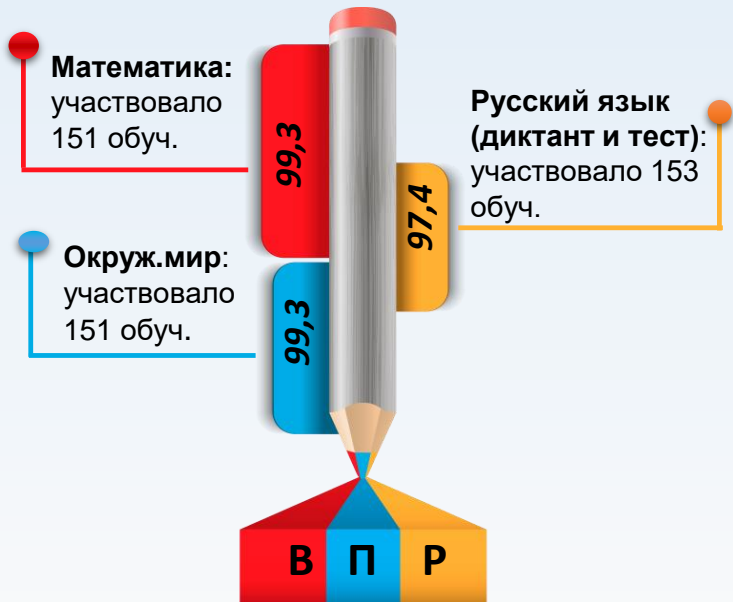 Математика:
участвовало
151 обуч.
99,3
Русский язык
(диктант и тест):
участвовало 153
обуч.
97,4
Окруж.мир:
участвовало
151 обуч.
99,3
В П Р